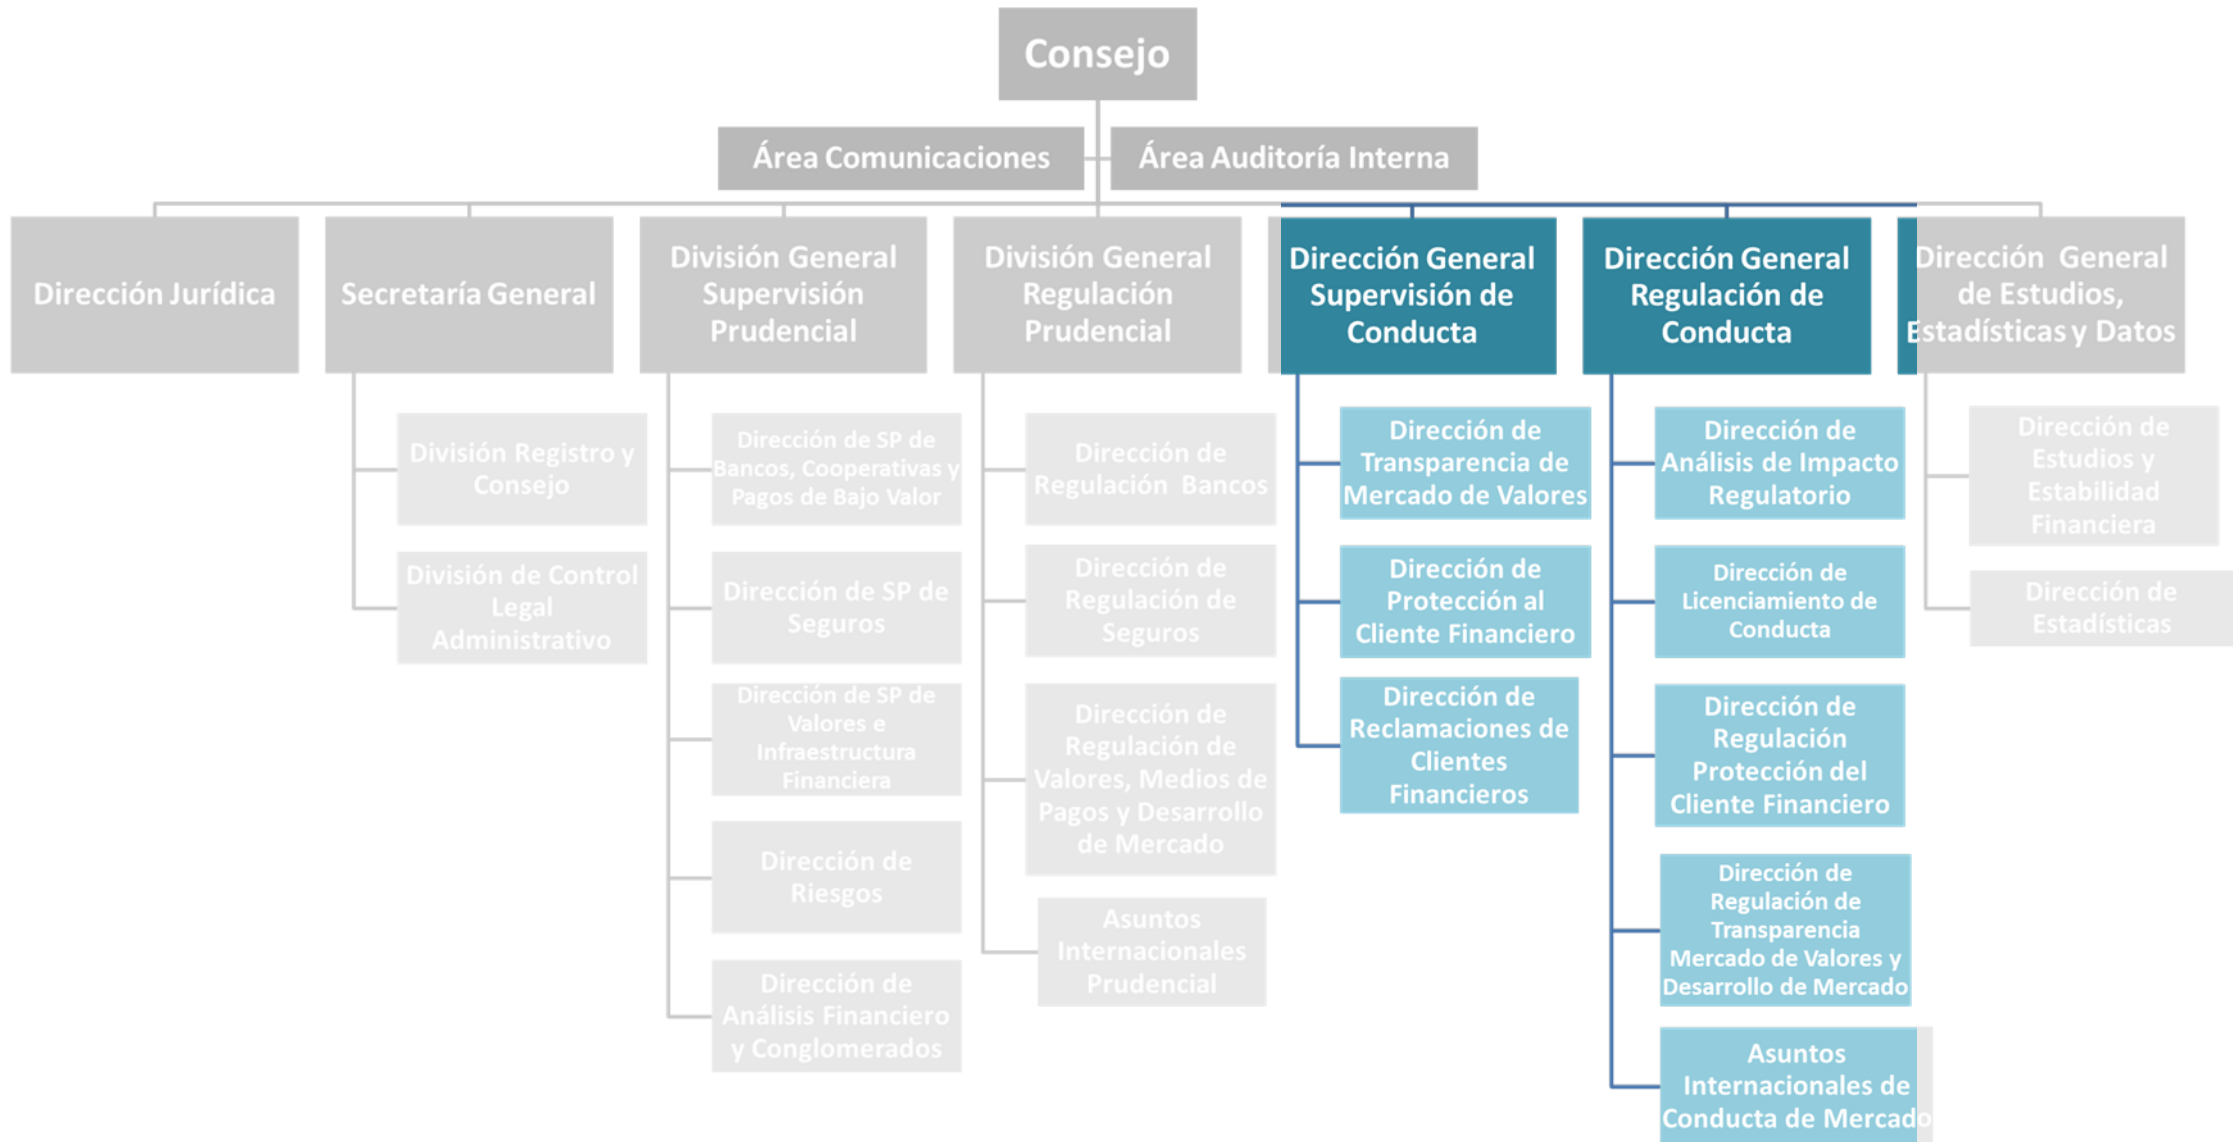 Consejo
Área Comunicaciones
Área Auditoría Interna
Dirección Jurídica
Secretaría General
División General
Supervisión
Prudencial
División General
Regulación
Prudencial
Dirección General
Supervisión de
Conducta
Dirección General
Regulación de
Conducta
Dirección General
de Estudios,
Estadísticas y Datos
División Registro y
Consejo
División de Control
Legal
Administrativo
Dirección de SP de
Bancos, Cooperativas y
Pagos de Bajo Valor
Dirección de SP de
Seguros
Dirección de SP de
Valores e
Infraestructura
Financiera
Dirección de
Riesgos
Dirección de
Análisis Financiero
y Conglomerados
Dirección de
Regulación Bancos
Dirección de
Regulación de
Seguros
Dirección de
Regulación de
Valores, Medios de
Pagos y Desarrollo
de Mercado
Asuntos
Internacionales
Prudencial
Dirección de
Transparencia de
Mercado de Valores
Dirección de
Protección al
Cliente Financiero
Dirección de
Reclamaciones de
Clientes
Financieros
Dirección de
Análisis de Impacto
Regulatorio
Dirección de
Licenciamiento de
Conducta
Dirección de
Regulación
Protección del
Cliente Financiero
Dirección de
Regulación de
Transparencia
Mercado de Valores y
Desarrollo de Mercado
Asuntos
Internacionales de
Conducta de Mercado
Dirección de
Estudios y
Estabilidad
Financiera
Dirección de
Estadísticas